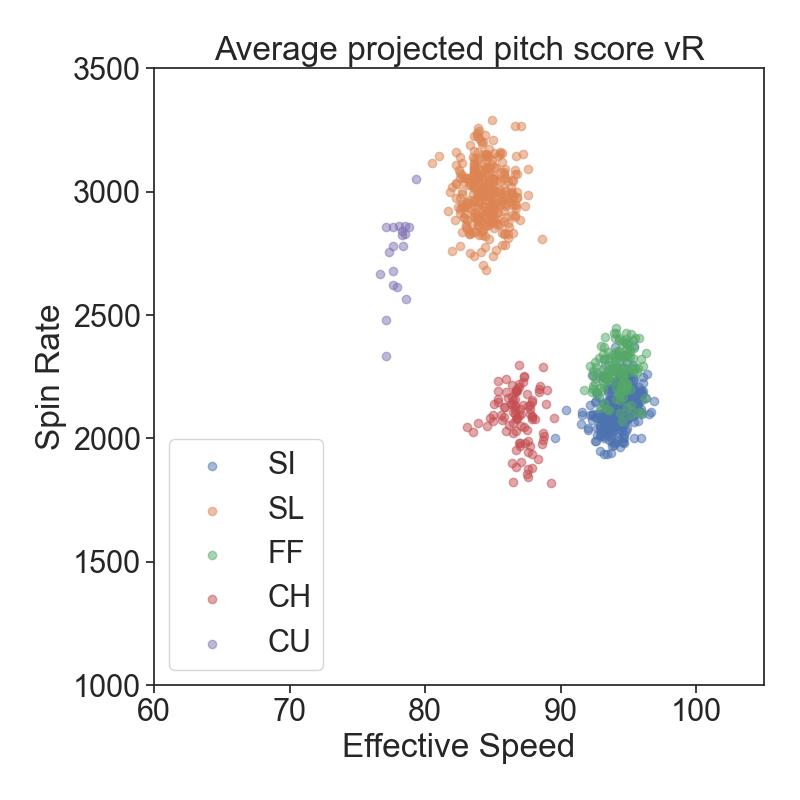 Average projected pitch score vR
3500
3000
2500
2000
1500
1000
Spin Rate
SI
SL
FF
CH
CU
60 70 80 90 100
Effective Speed